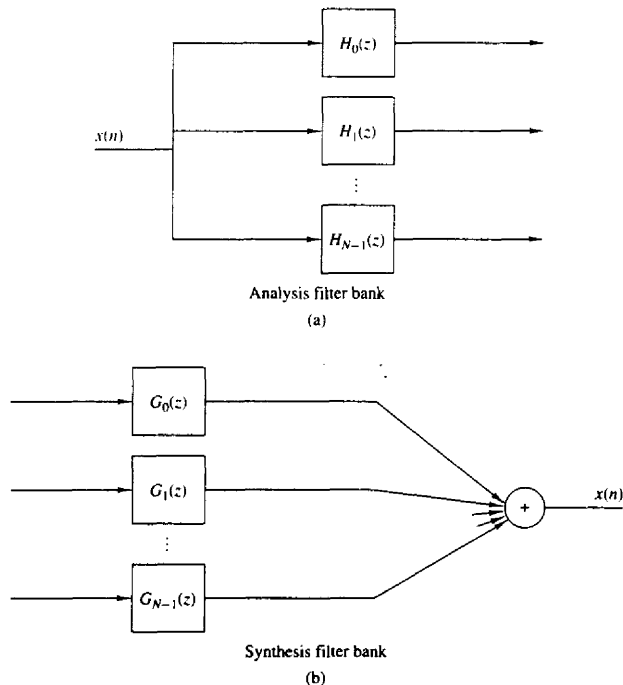 H₀(z)
x(n)
H₁(z)
⋮
H_{N−1}(z)
Analysis filter bank
(a)
G₀(z)
G₁(z)
x(n)
+
⋮
G_{N−1}(z)
Synthesis filter bank
(b)